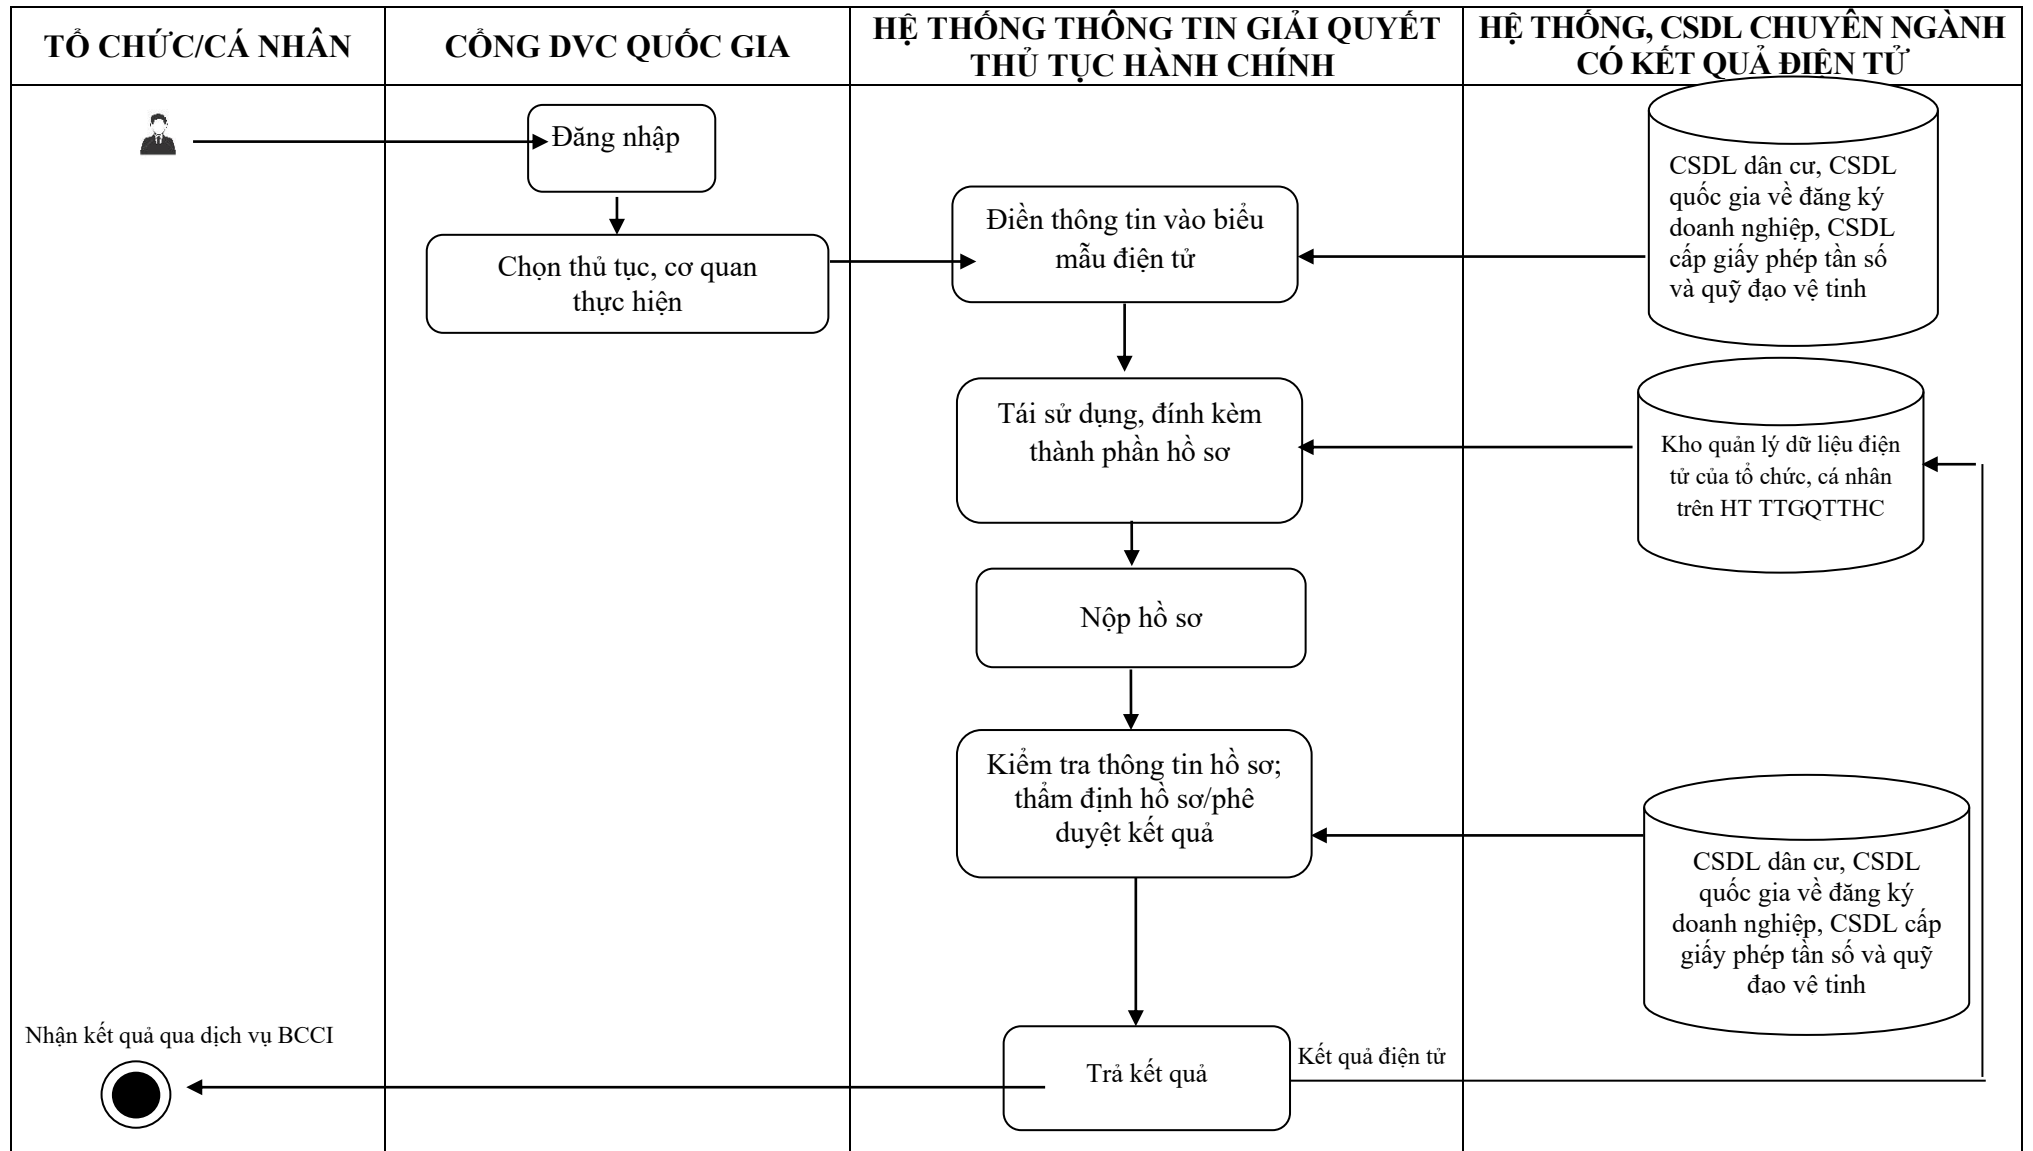 TỔ CHỨC/CÁ NHÂN
CỔNG DVC QUỐC GIA
HỆ THỐNG THÔNG TIN GIẢI QUYẾT
THỦ TỤC HÀNH CHÍNH
HỆ THỐNG, CSDL CHUYÊN NGÀNH
CÓ KẾT QUẢ ĐIỆN TỬ
Đăng nhập
Chọn thủ tục, cơ quan
thực hiện
Điền thông tin vào biểu
mẫu điện tử
CSDL dân cư, CSDL
quốc gia về đăng ký
doanh nghiệp, CSDL
cấp giấy phép tần số
và quỹ đạo vệ tinh
Tái sử dụng, đính kèm
thành phần hồ sơ
Kho quản lý dữ liệu điện
tử của tổ chức, cá nhân
trên HT TTGQTTHC
Nộp hồ sơ
Kiểm tra thông tin hồ sơ;
thẩm định hồ sơ/phê
duyệt kết quả
CSDL dân cư, CSDL
quốc gia về đăng ký
doanh nghiệp, CSDL cấp
giấy phép tần số và quỹ
đao vê tinh
Nhận kết quả qua dịch vụ BCCI
Trả kết quả
Kết quả điện tử